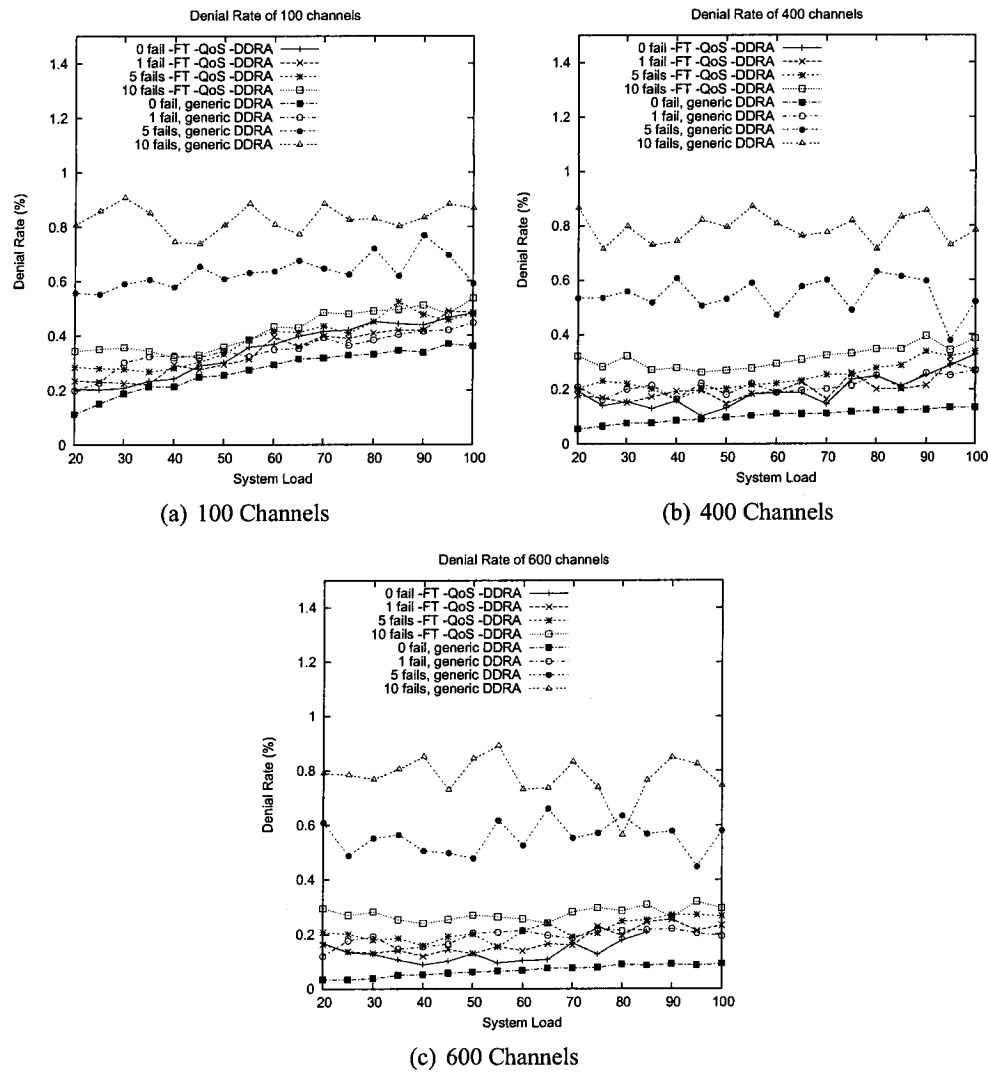 Denial Rate of 100 channels
1.4
1.2
1
0.8
0.6
0.4
0.2
0
Denial Rate (%)
0 fail -FT -QoS -DDRA
1 fail -FT -QoS -DDRA
5 fails -FT -QoS -DDRA
10 fails -FT -QoS -DDRA
0 fail, generic DDRA
1 fail, generic DDRA
5 fails, generic DDRA
10 fails, generic DDRA
20 30 40 50 60 70 80 90 100
System Load
(a) 100 Channels
Denial Rate of 400 channels
1.4
1.2
1
0.8
0.6
0.4
0.2
0
Denial Rate (%)
0 fail -FT -QoS -DDRA
1 fail -FT -QoS -DDRA
5 fails -FT -QoS -DDRA
10 fails -FT -QoS -DDRA
0 fail, generic DDRA
1 fail, generic DDRA
5 fails, generic DDRA
10 fails, generic DDRA
20 30 40 50 60 70 80 90 100
System Load
(b) 400 Channels
Denial Rate of 600 channels
1.4
1.2
1
0.8
0.6
0.4
0.2
0
Denial Rate (%)
0 fail -FT -QoS -DDRA
1 fail -FT -QoS -DDRA
5 fails -FT -QoS -DDRA
10 fails -FT -QoS -DDRA
0 fail, generic DDRA
1 fail, generic DDRA
5 fails, generic DDRA
10 fails, generic DDRA
20 30 40 50 60 70 80 90 100
System Load
(c) 600 Channels